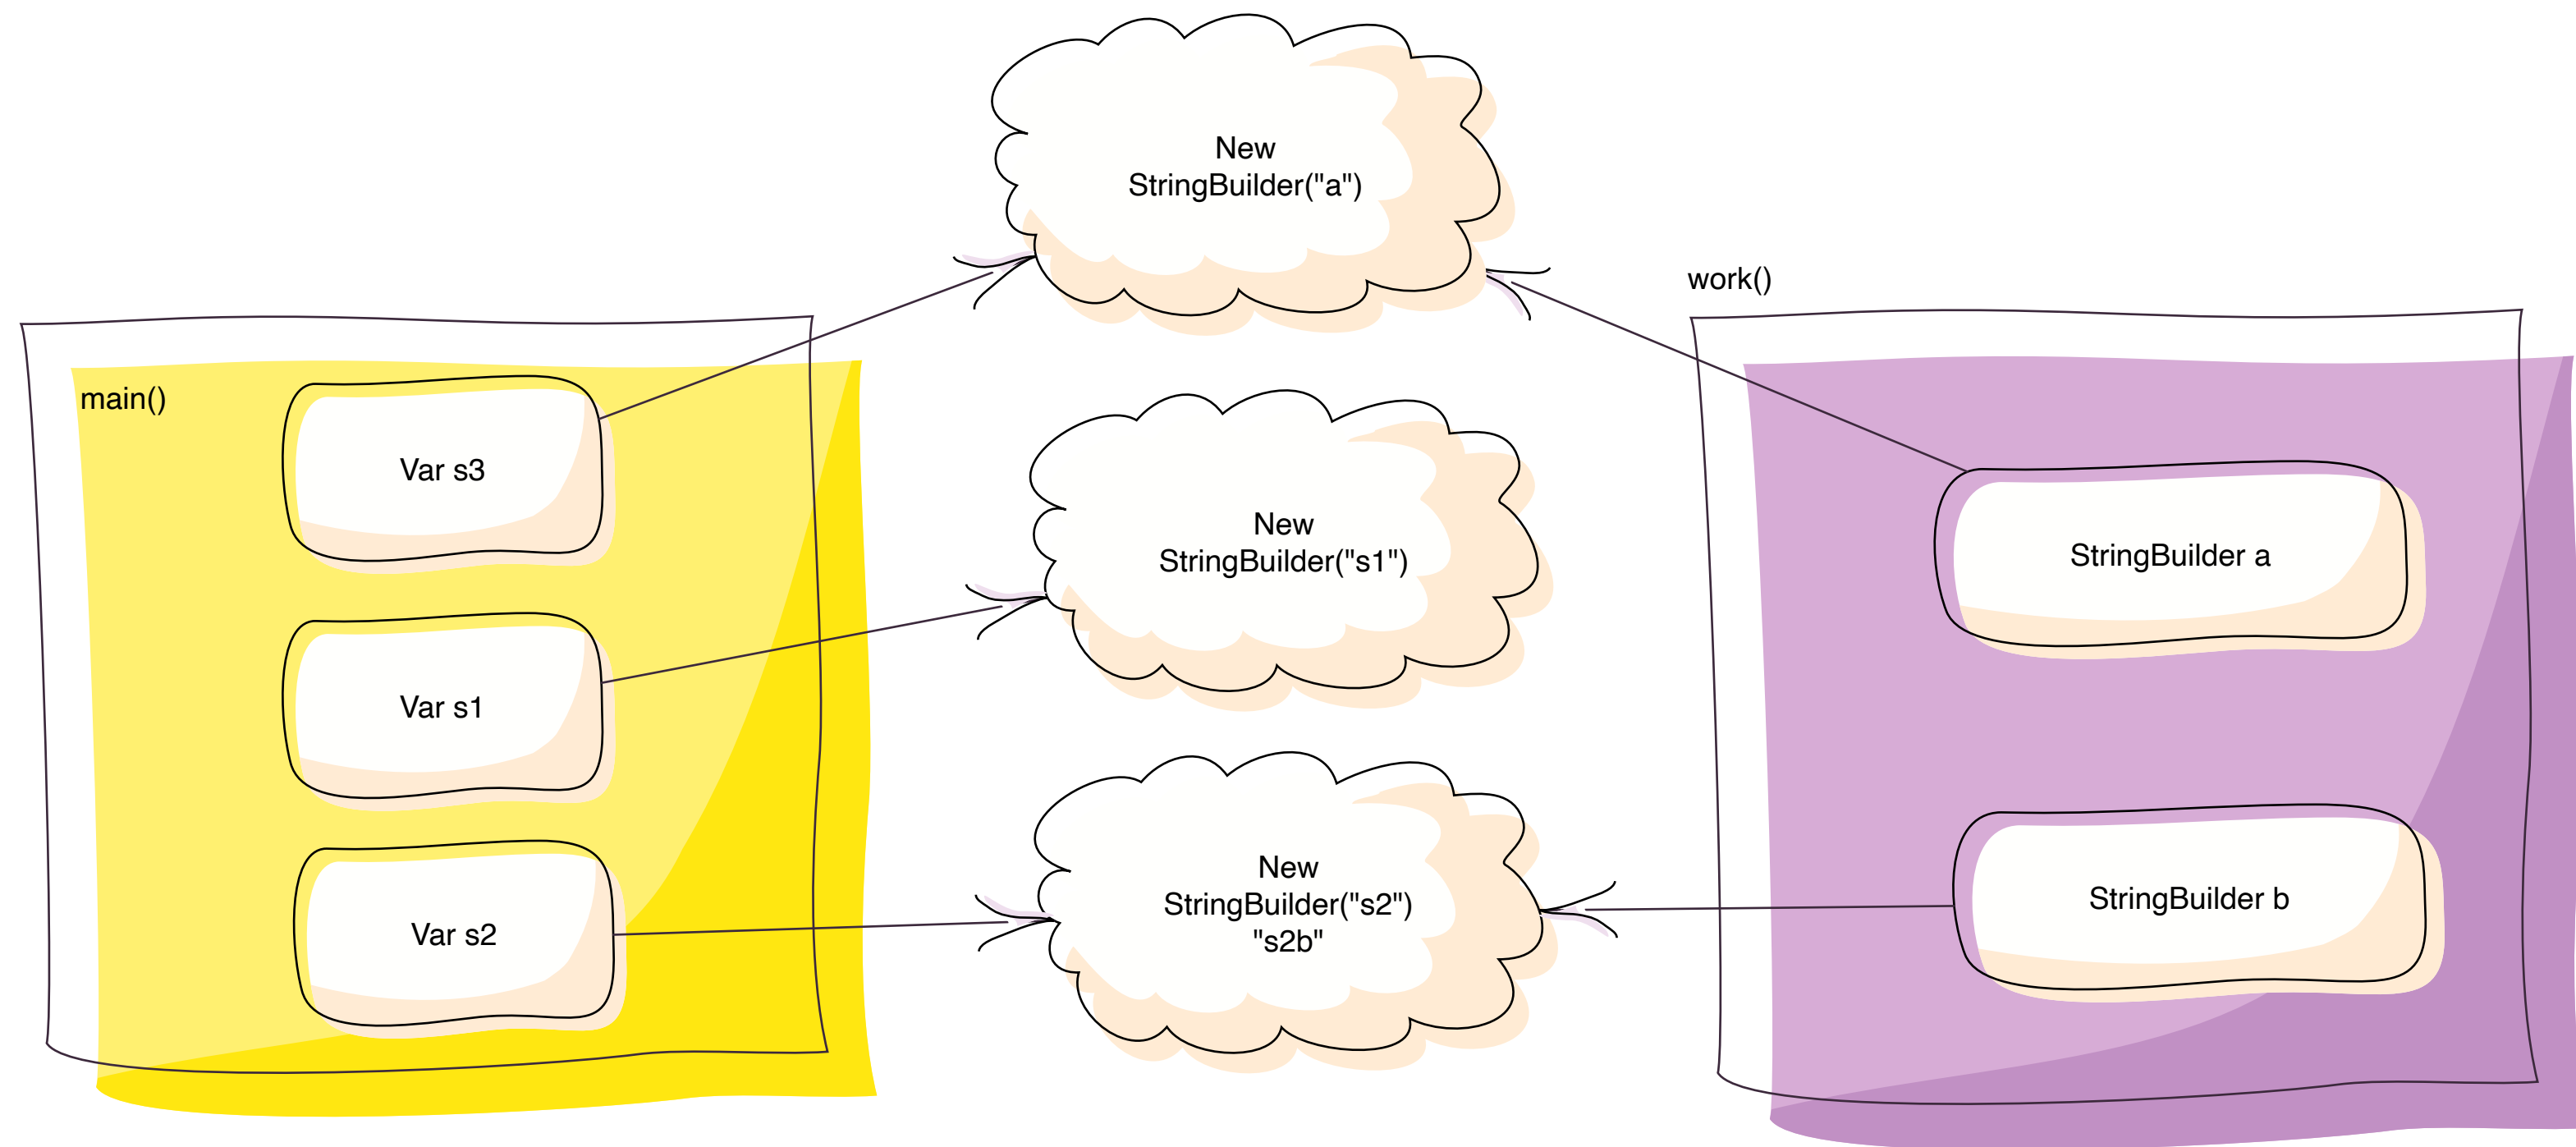 New
StringBuilder("a")
work()
main()
Var s3
New
StringBuilder("s1")
StringBuilder a
Var s1
New
StringBuilder("s2")
"s2b"
StringBuilder b
Var s2